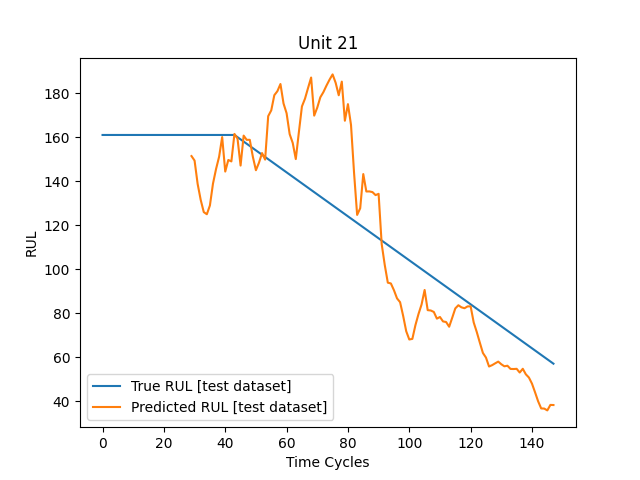 Unit 21
RUL
180
160
140
120
100
80
60
40
True RUL [test dataset]
Predicted RUL [test dataset]
0 20 40 60 80 100 120 140
Time Cycles